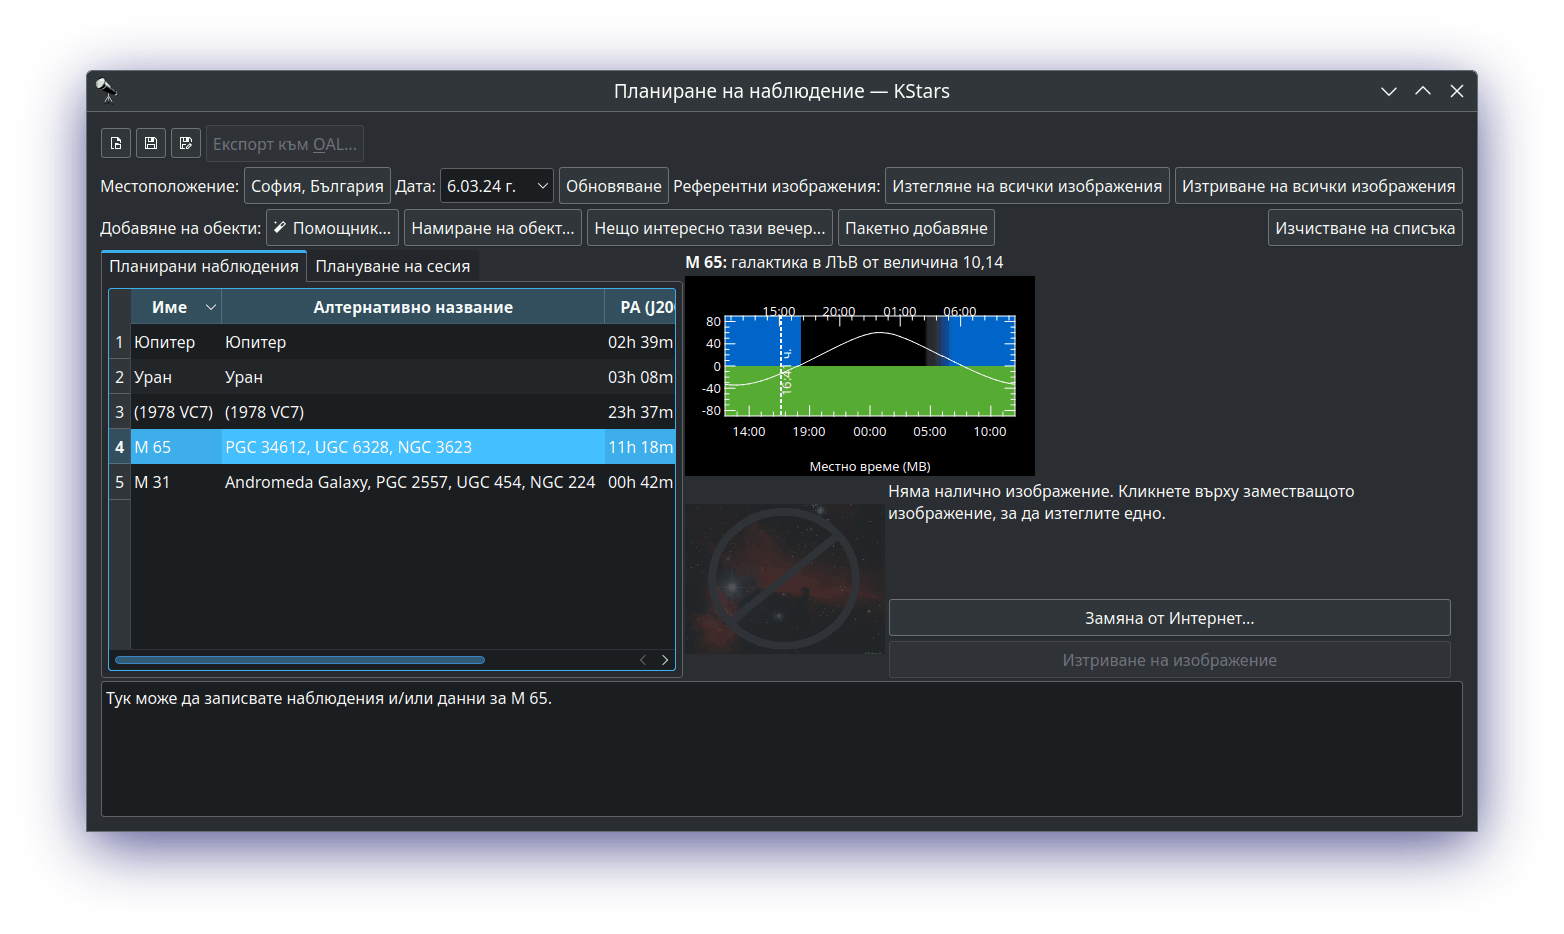 Планиране на наблюдение — KStars
Експорт към OAL...
Местоположение: София, България Дата: 6.03.24 г. Обновяване Референтни изображения: Изтегляне на всички изображения Изтриване на всички изображения
Добавяне на обекти: Помощник... Намиране на обект... Нещо интересно тази вечер... Пакетно добавяне Изчистване на списъка
Планирани наблюдения Плануване на сесия
Име Алтернативно название РА (J200
1 Юпитер Юпитер 02h 39m
2 Уран Уран 03h 08m
3 (1978 VC7) (1978 VC7) 23h 37m
4 M 65 PGC 34612, UGC 6328, NGC 3623 11h 18m
5 M 31 Andromeda Galaxy, PGC 2557, UGC 454, NGC 224 00h 42m
M 65: галактика в ЛЪВ от величина 10,14
15:00 20:00 01:00 06:00
80
40
0
-40
-80
16:41 ч.
14:00 19:00 00:00 05:00 10:00
Местно време (МВ)
Няма налично изображение. Кликнете върху заместващото
изображение, за да изтеглите едно.
Замяна от Интернет...
Изтриване на изображение
Тук може да записвате наблюдения и/или данни за M 65.